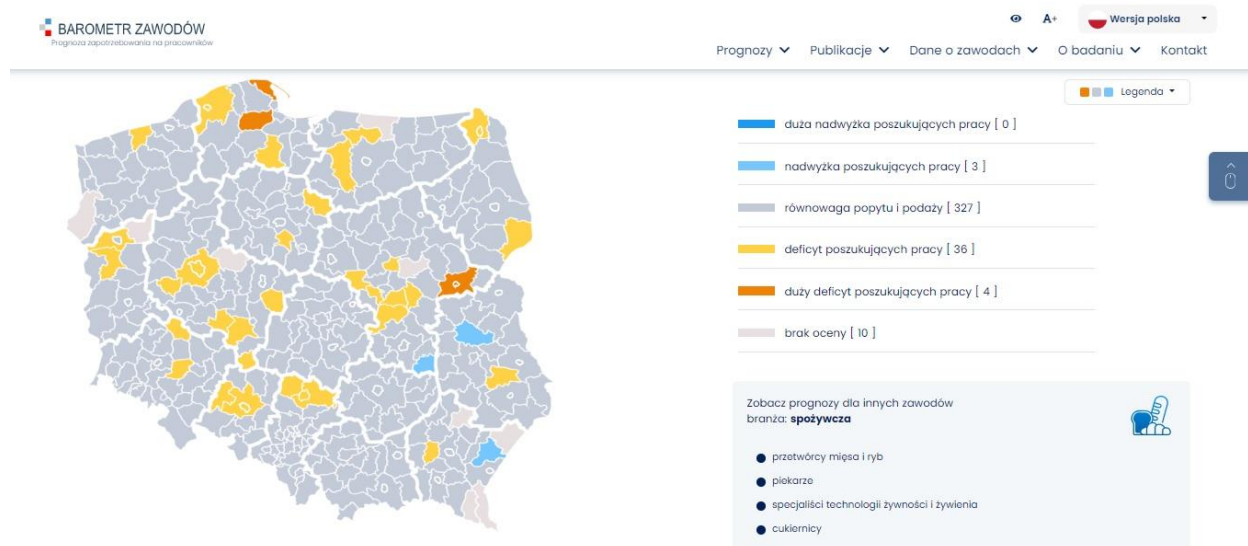 BAROMETR ZAWODÓW
Prognoza zapotrzebowania na pracowników
A+
Wersja polska
Prognozy
Publikacje
Dane o zawodach
O badaniu
Kontakt
Legenda
duża nadwyżka poszukujących pracy [ 0 ]
nadwyżka poszukujących pracy [ 3 ]
równowaga popytu i podaży [ 327 ]
deficyt poszukujących pracy [ 36 ]
duży deficyt poszukujących pracy [ 4 ]
brak oceny [ 10 ]
Zobacz prognozy dla innych zawodów
branża: spożywcza
przetwórcy mięsa i ryb
piekarze
specjaliści technologii żywności i żywienia
cukiernicy